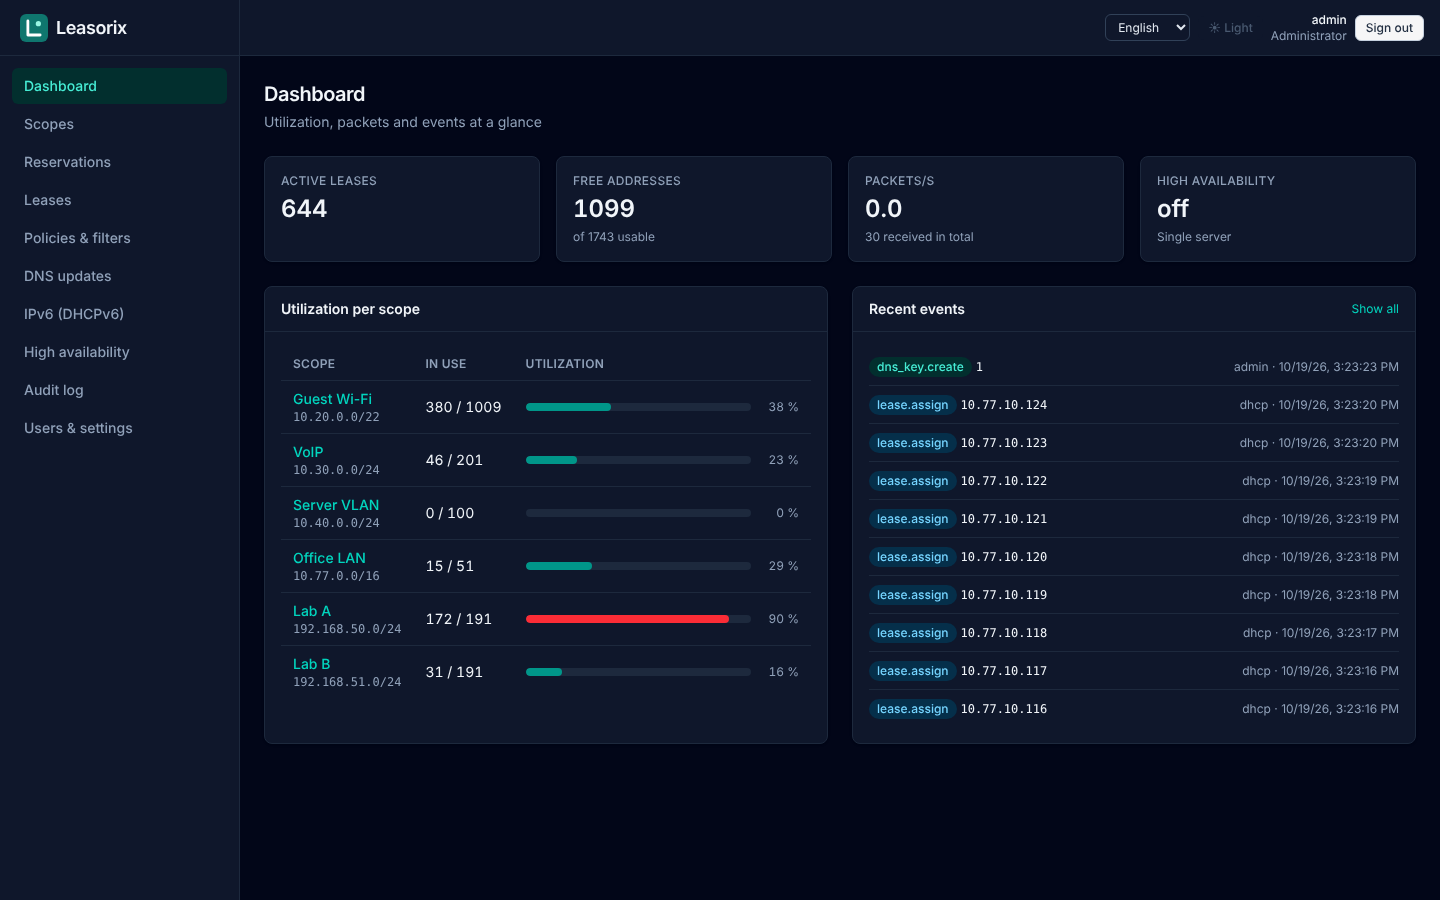 Leasorix
English
☀ Light
admin
Administrator
Sign out
Dashboard
Scopes
Reservations
Leases
Policies & filters
DNS updates
IPv6 (DHCPv6)
High availability
Audit log
Users & settings
Dashboard
Utilization, packets and events at a glance
ACTIVE LEASES
644
FREE ADDRESSES
1099
of 1743 usable
PACKETS/S
0.0
30 received in total
HIGH AVAILABILITY
off
Single server
Utilization per scope
SCOPE IN USE UTILIZATION
Guest Wi-Fi
10.20.0.0/22
380 / 1009 38 %
VoIP
10.30.0.0/24
46 / 201 23 %
Server VLAN
10.40.0.0/24
0 / 100 0 %
Office LAN
10.77.0.0/16
15 / 51 29 %
Lab A
192.168.50.0/24
172 / 191 90 %
Lab B
192.168.51.0/24
31 / 191 16 %
Recent events Show all
dns_key.create 1 admin · 10/19/26, 3:23:23 PM
lease.assign 10.77.10.124 dhcp · 10/19/26, 3:23:20 PM
lease.assign 10.77.10.123 dhcp · 10/19/26, 3:23:20 PM
lease.assign 10.77.10.122 dhcp · 10/19/26, 3:23:19 PM
lease.assign 10.77.10.121 dhcp · 10/19/26, 3:23:19 PM
lease.assign 10.77.10.120 dhcp · 10/19/26, 3:23:18 PM
lease.assign 10.77.10.119 dhcp · 10/19/26, 3:23:18 PM
lease.assign 10.77.10.118 dhcp · 10/19/26, 3:23:17 PM
lease.assign 10.77.10.117 dhcp · 10/19/26, 3:23:16 PM
lease.assign 10.77.10.116 dhcp · 10/19/26, 3:23:16 PM